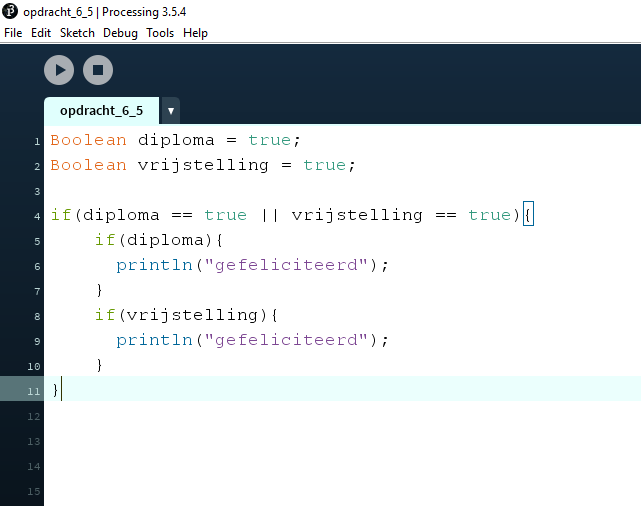 opdracht_6_5 | Processing 3.5.4
File Edit Sketch Debug Tools Help
opdracht_6_5 ▼
1 Boolean diploma = true;
2 Boolean vrijstelling = true;
3
4 if(diploma == true || vrijstelling == true){
5     if(diploma){
6       println("gefeliciteerd");
7     }
8     if(vrijstelling){
9       println("gefeliciteerd");
10     }
11 }
12
13
14
15